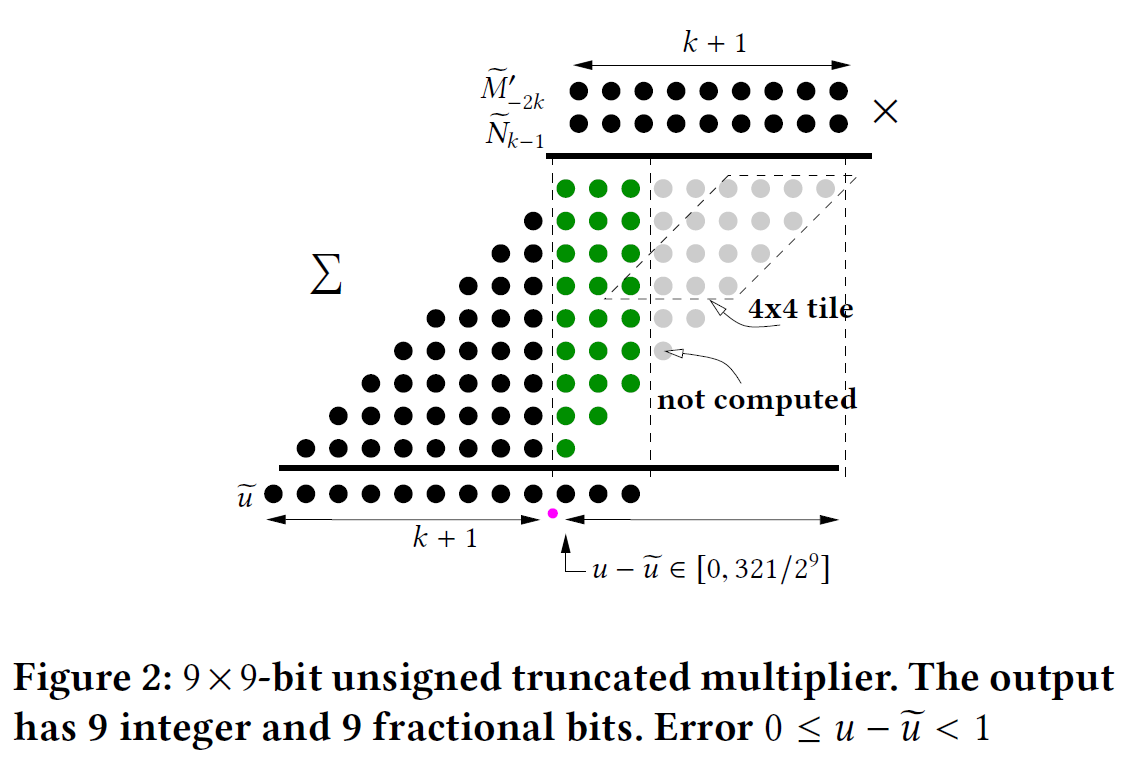 k + 1
M̃′₋₂ₖ
Ñₖ₋₁
×
∑
4x4 tile
not computed
ũ
k + 1
u − ũ ∈ [0, 321/2⁹]
Figure 2: 9×9-bit unsigned truncated multiplier. The output
has 9 integer and 9 fractional bits. Error 0 ≤ u − ũ < 1